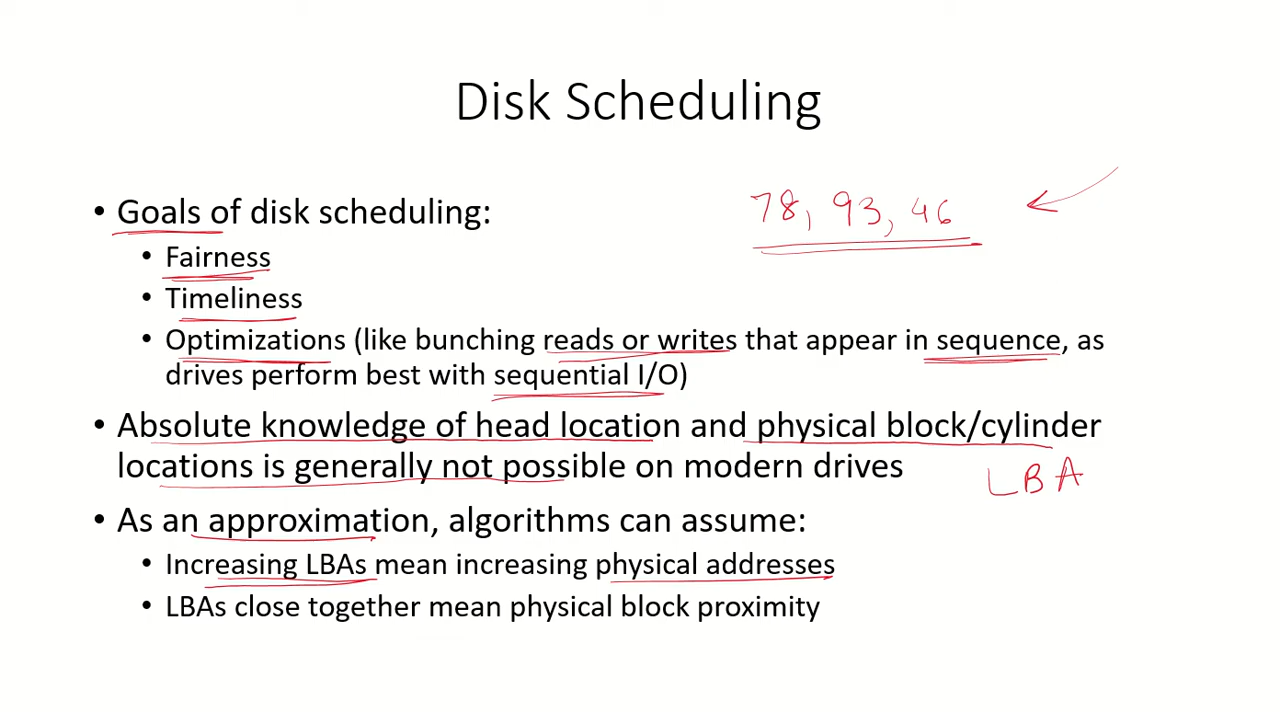 Disk Scheduling
• Goals of disk scheduling:
78, 93, 46
• Fairness
• Timeliness
• Optimizations (like bunching reads or writes that appear in sequence, as
drives perform best with sequential I/O)
• Absolute knowledge of head location and physical block/cylinder
locations is generally not possible on modern drives
LBA
• As an approximation, algorithms can assume:
• Increasing LBAs mean increasing physical addresses
• LBAs close together mean physical block proximity